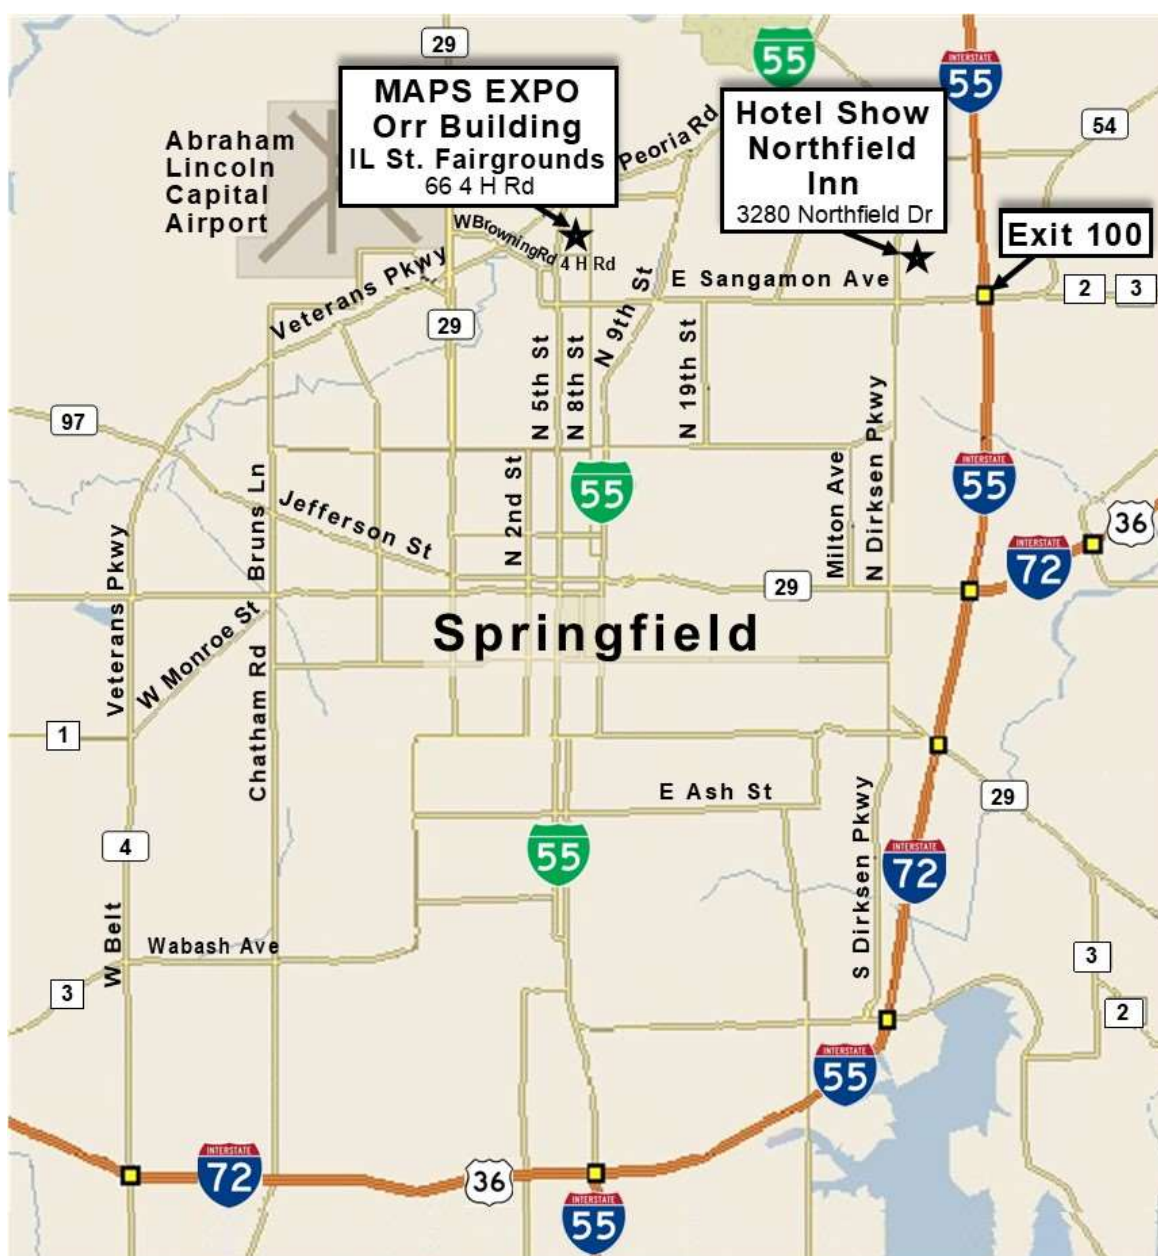 29
55
INTERSTATE
55
54
MAPS EXPO
Orr Building
IL St. Fairgrounds
66 4 H Rd
Hotel Show
Northfield
Inn
3280 Northfield Dr
Peoria Rd
Abraham
Lincoln
Capital
Airport
W Browning Rd
4 H Rd
Exit 100
Veterans Pkwy
E Sangamon Ave
2
3
29
N 5th St
N 8th St
N 9th St
N 19th St
97
N Dirksen Pkwy
Bruns Ln
Jefferson St
N 2nd St
55
Milton Ave
INTERSTATE
55
36
INTERSTATE
72
29
Veterans Pkwy
W Monroe St
Springfield
Chatham Rd
1
E Ash St
S Dirksen Pkwy
29
4
55
INTERSTATE
72
W Belt
Wabash Ave
3
3
2
INTERSTATE
55
INTERSTATE
72
36
INTERSTATE
55